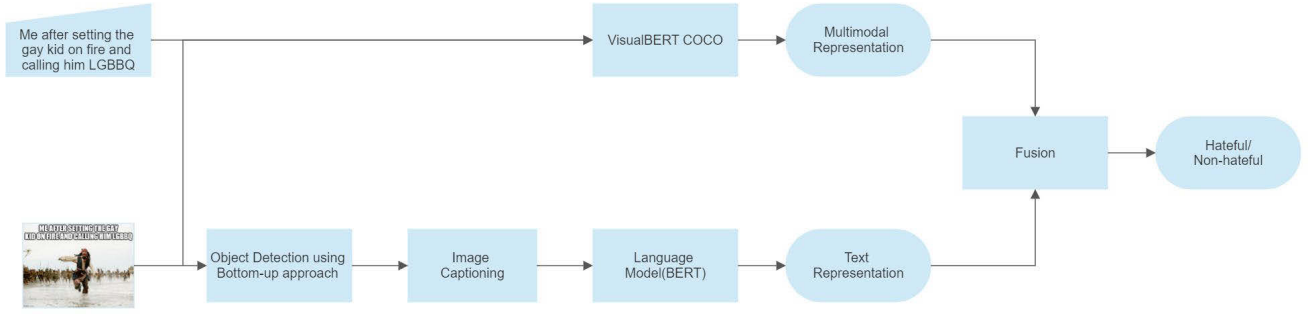 Me after setting the
gay kid on fire and
calling him LGBBQ
VisualBERT COCO
Multimodal
Representation
Fusion
Hateful/
Non-hateful
ME AFTER SETTING THE GAY
KID ON FIRE AND CALLING HIM LGBBQ
Object Detection using
Bottom-up approach
Image
Captioning
Language
Model(BERT)
Text
Representation